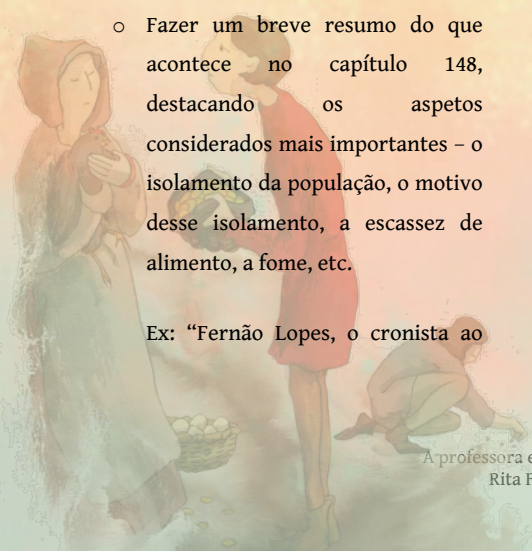 o Fazer um breve resumo do que
acontece no capítulo 148,
destacando os aspetos
considerados mais importantes – o
isolamento da população, o motivo
desse isolamento, a escassez de
alimento, a fome, etc.
Ex: “Fernão Lopes, o cronista ao
A professora e
Rita F